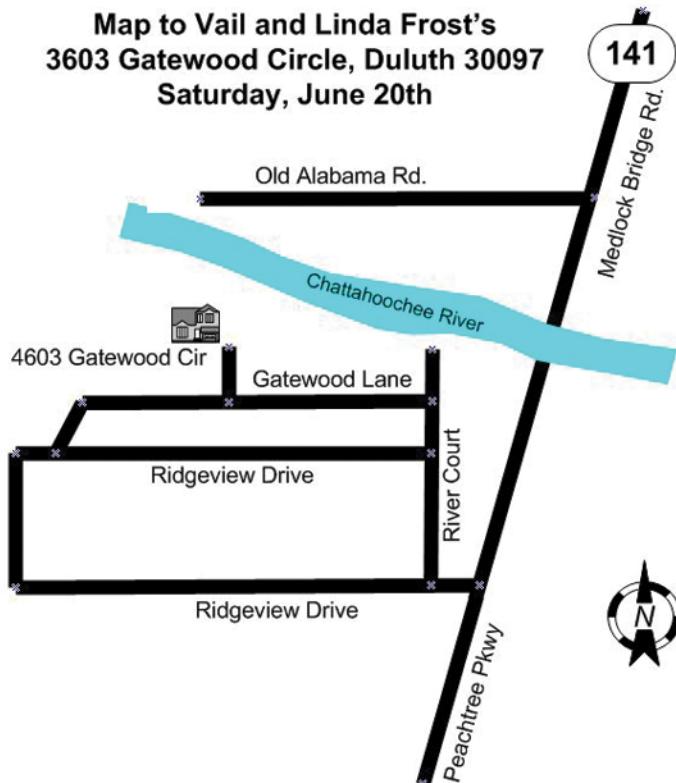 Map to Vail and Linda Frost's
3603 Gatewood Circle, Duluth 30097
Saturday, June 20th
141
Medlock Bridge Rd.
Old Alabama Rd.
Chattahoochee River
4603 Gatewood Cir
Gatewood Lane
Ridgeview Drive
River Court
Ridgeview Drive
Peachtree Pkwy
N